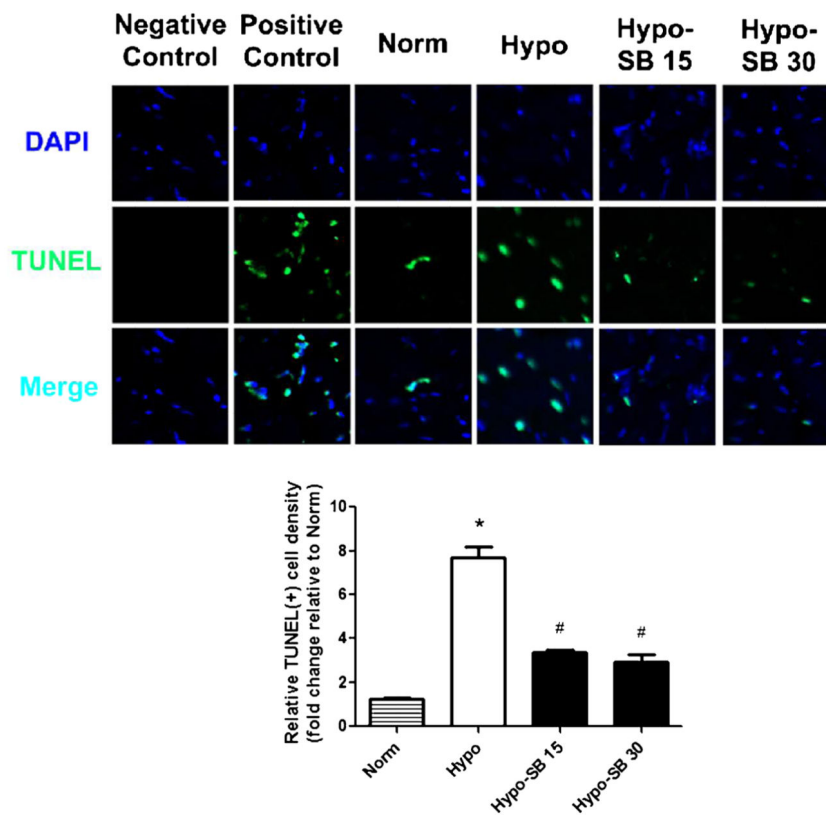 Negative Control
Positive Control
Norm
Hypo
Hypo-SB 15
Hypo-SB 30
DAPI
TUNEL
Merge
Relative TUNEL(+) cell density
(fold change relative to Norm)
10
8
6
4
2
0
*
#
#
Norm
Hypo
Hypo-SB 15
Hypo-SB 30